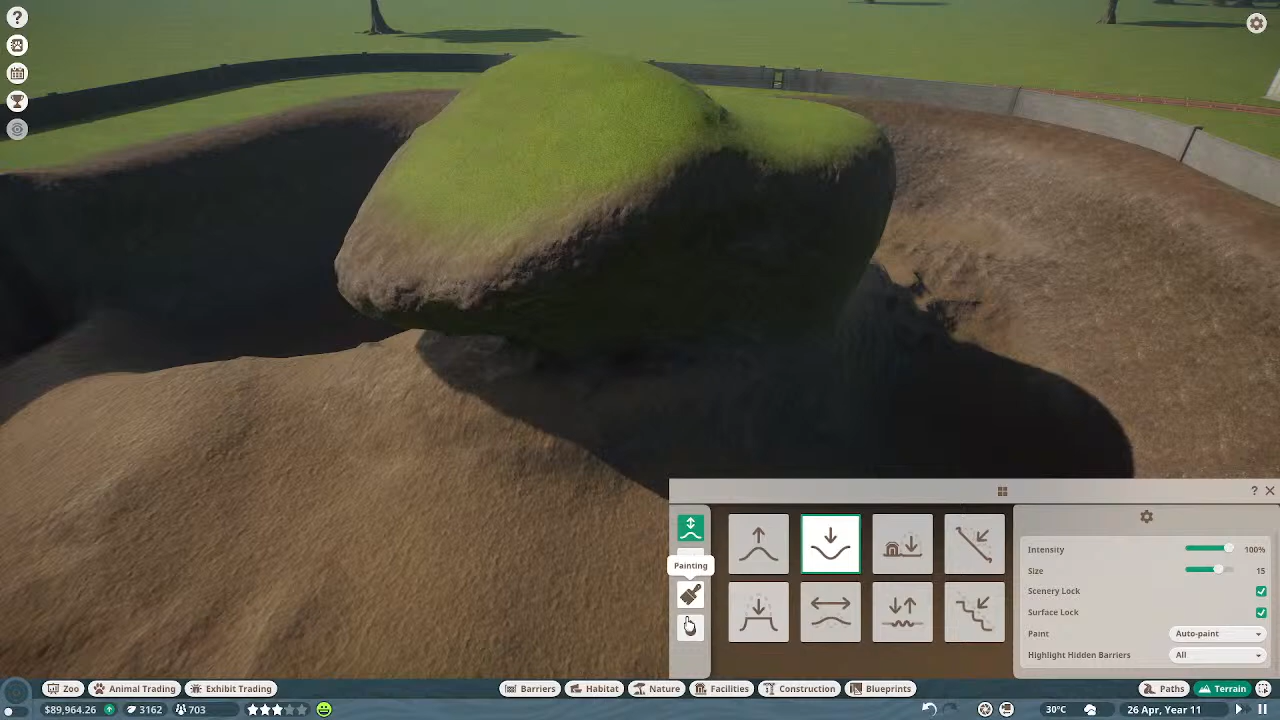 Painting
Intensity 100%
Size 15
Scenery Lock
Surface Lock
Paint Auto-paint
Highlight Hidden Barriers All
Zoo Animal Trading Exhibit Trading Barriers Habitat Nature Facilities Construction Blueprints Paths Terrain
$89,964.26 3162 703 30°C 26 Apr, Year 11